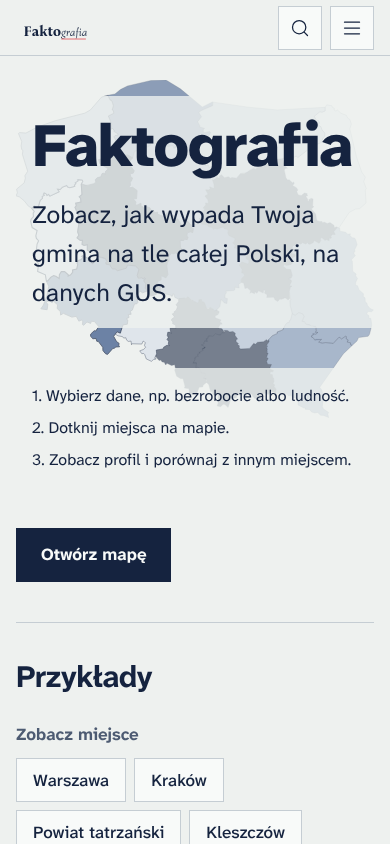 Faktografia
Faktografia
Zobacz, jak wypada Twoja
gmina na tle całej Polski, na
danych GUS.
1. Wybierz dane, np. bezrobocie albo ludność.
2. Dotknij miejsca na mapie.
3. Zobacz profil i porównaj z innym miejscem.
Otwórz mapę
Przykłady
Zobacz miejsce
Warszawa
Kraków
Powiat tatrzański
Kleszczów